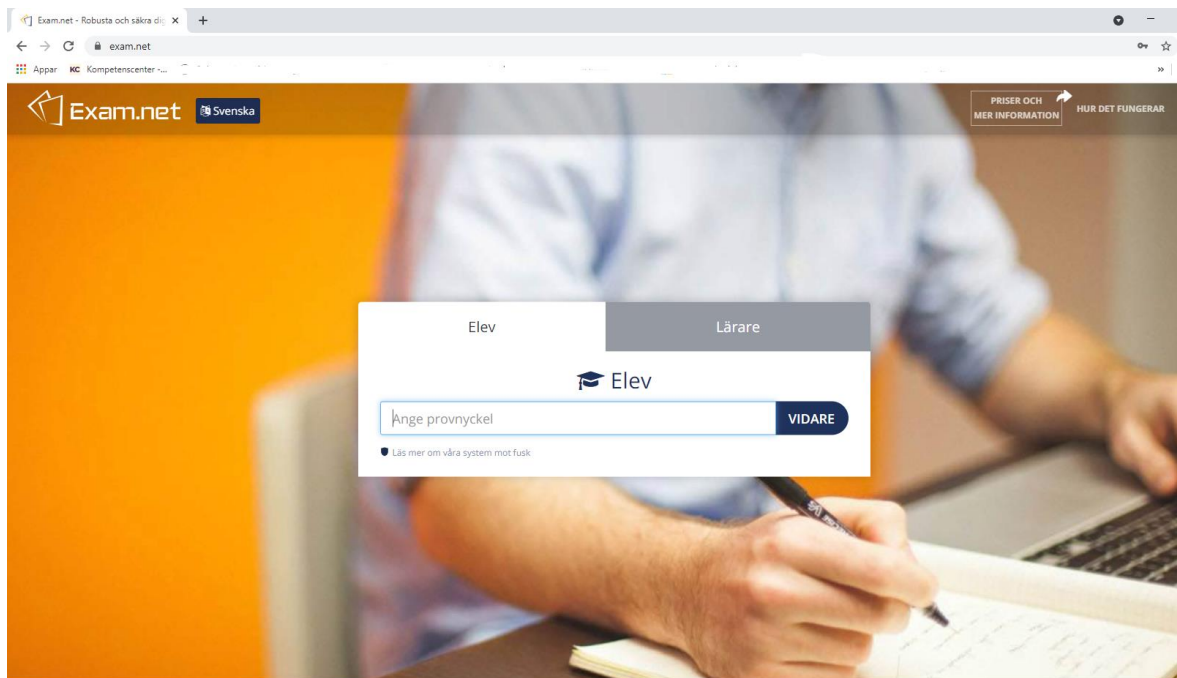 Exam.net - Robusta och säkra di
exam.net
Appar KC Kompetenscenter -...
Exam.net Svenska
PRISER OCH
MER INFORMATION
HUR DET FUNGERAR
Elev Lärare
Elev
Ange provnyckel VIDARE
Läs mer om våra system mot fusk